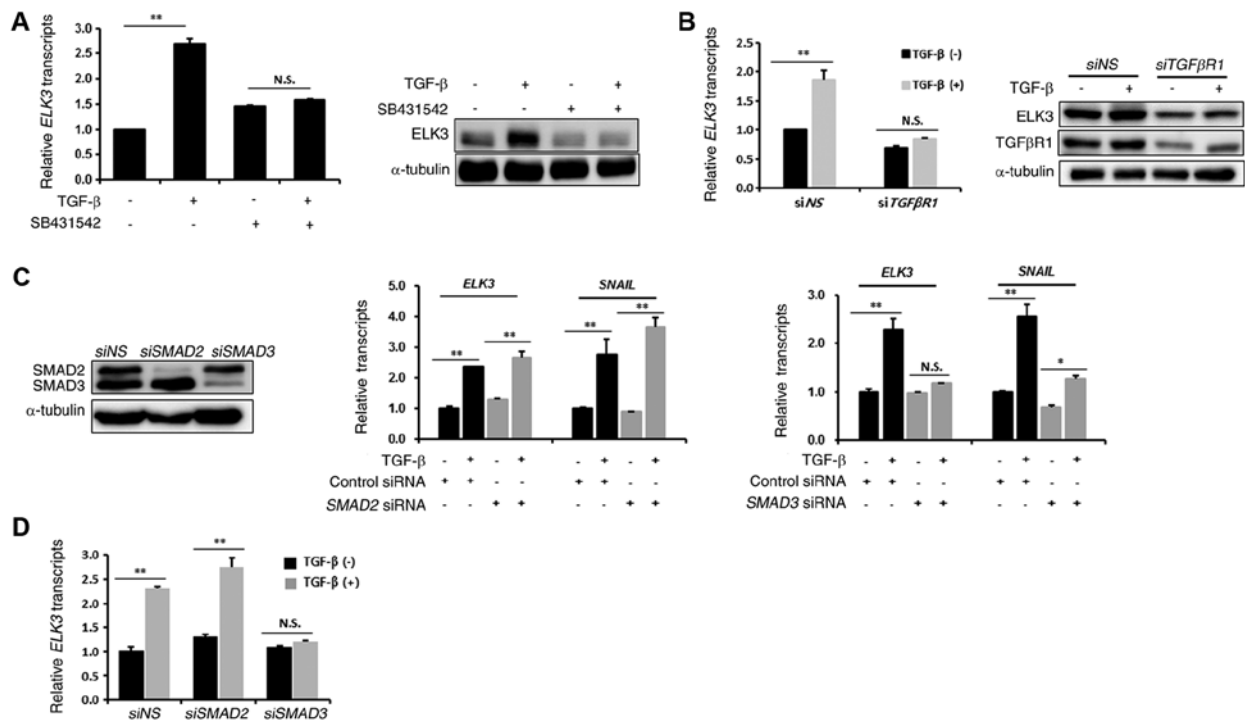 A
Relative ELK3 transcripts
3.0
2.5
2.0
1.5
1.0
0.5
0.0
**
N.S.
TGF-β - + - +
SB431542 - - + +
TGF-β - + - +
SB431542 - - + +
ELK3
α-tubulin
B
Relative ELK3 transcripts
2.5
2.0
1.5
1.0
0.5
0.0
**
N.S.
TGF-β (-)
TGF-β (+)
siNS siTGFβR1
siNS siTGFβR1
TGF-β - + - +
ELK3
TGFβR1
α-tubulin
C
siNS siSMAD2 siSMAD3
SMAD2
SMAD3
α-tubulin
Relative transcripts
5.0
4.0
3.0
2.0
1.0
0.0
ELK3 SNAIL
** ** ** **
TGF-β - + - + - + - +
Control siRNA + + - - + + - -
SMAD2 siRNA - - + + - - + +
Relative transcripts
3.0
2.0
1.0
0.0
ELK3 SNAIL
** N.S. ** *
TGF-β - + - + - + - +
Control siRNA + + - - + + - -
SMAD3 siRNA - - + + - - + +
D
Relative ELK3 transcripts
3.0
2.5
2.0
1.5
1.0
0.5
0.0
** ** N.S.
TGF-β (-)
TGF-β (+)
siNS siSMAD2 siSMAD3